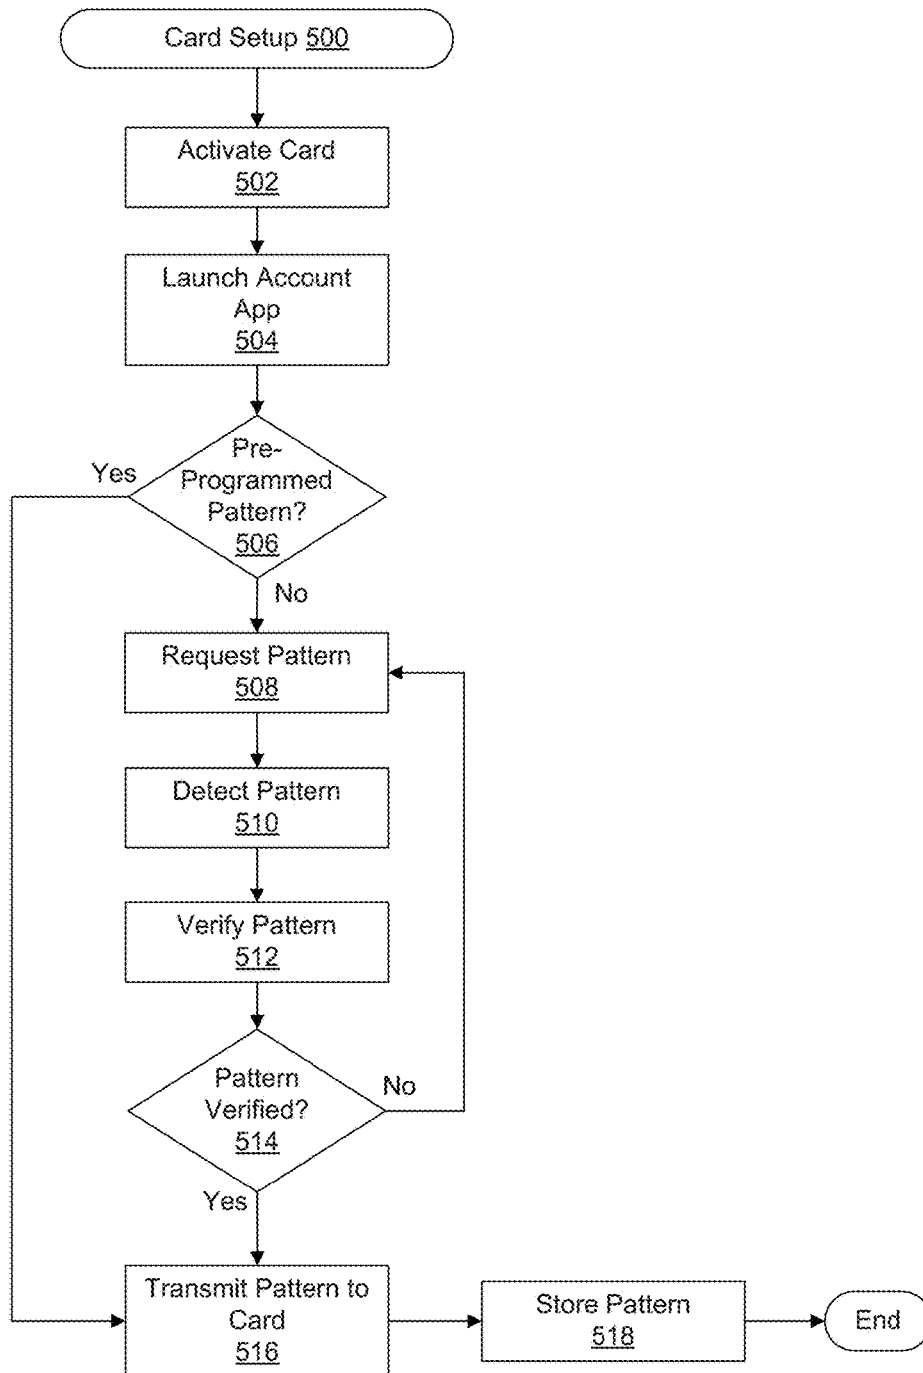 Card Setup 500
Activate Card
502
Launch Account
App
504
Pre-
Programmed
Pattern?
506
Yes
No
Request Pattern
508
Detect Pattern
510
Verify Pattern
512
Pattern
Verified?
514
No
Yes
Transmit Pattern to
Card
516
Store Pattern
518
End